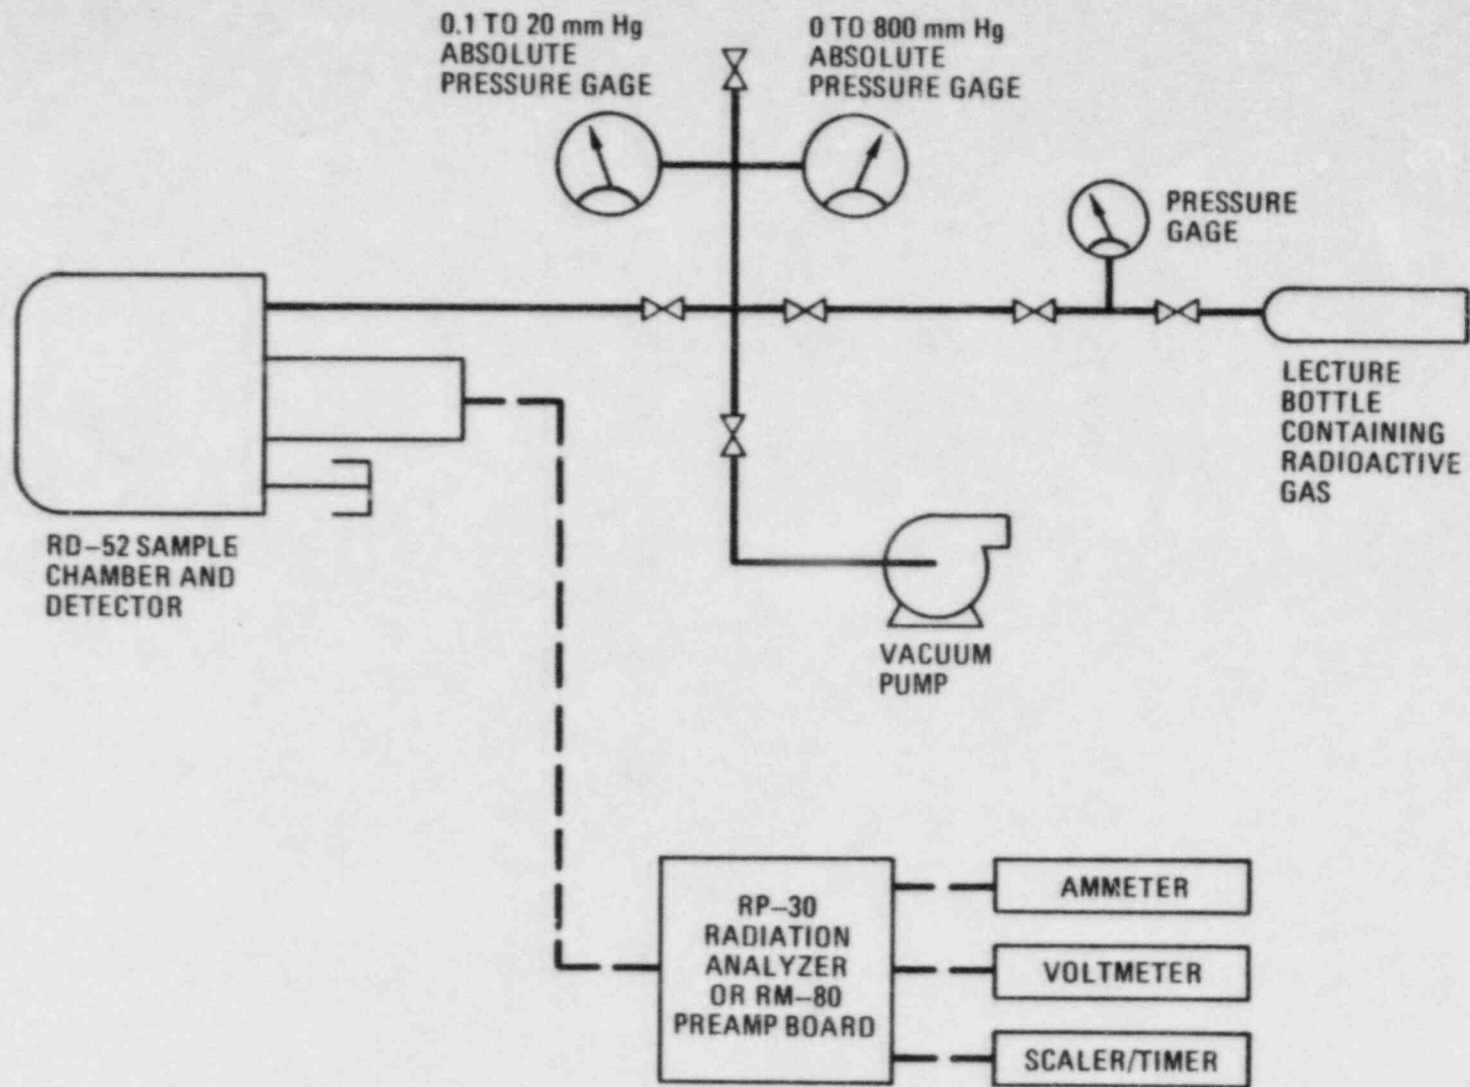 0.1 TO 20 mm Hg
ABSOLUTE
PRESSURE GAGE
0 TO 800 mm Hg
ABSOLUTE
PRESSURE GAGE
PRESSURE
GAGE
LECTURE
BOTTLE
CONTAINING
RADIOACTIVE
GAS
RD–52 SAMPLE
CHAMBER AND
DETECTOR
VACUUM
PUMP
RP–30
RADIATION
ANALYZER
OR RM–80
PREAMP BOARD
AMMETER
VOLTMETER
SCALER/TIMER